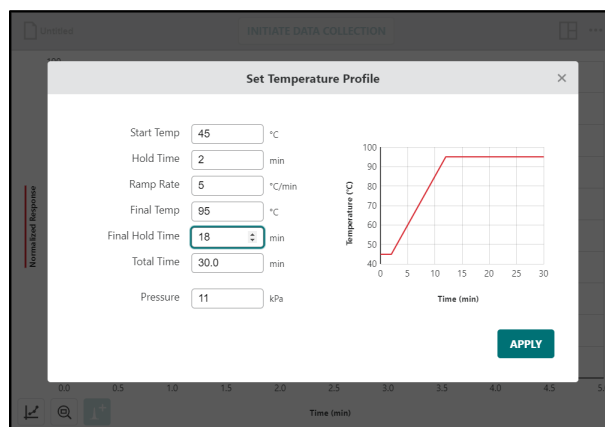 Untitled
INITIATE DATA COLLECTION
100
Set Temperature Profile
Start Temp 45 °C
Hold Time 2 min
Ramp Rate 5 °C/min
Final Temp 95 °C
Final Hold Time 18 min
Total Time 30.0 min
Pressure 11 kPa
Temperature (°C)
100
90
80
70
60
50
40
0 5 10 15 20 25 30
Time (min)
APPLY
Normalized Response
0.0 0.5 1.0 1.5 2.0 2.5 3.0 3.5 4.0 4.5
Time (min)